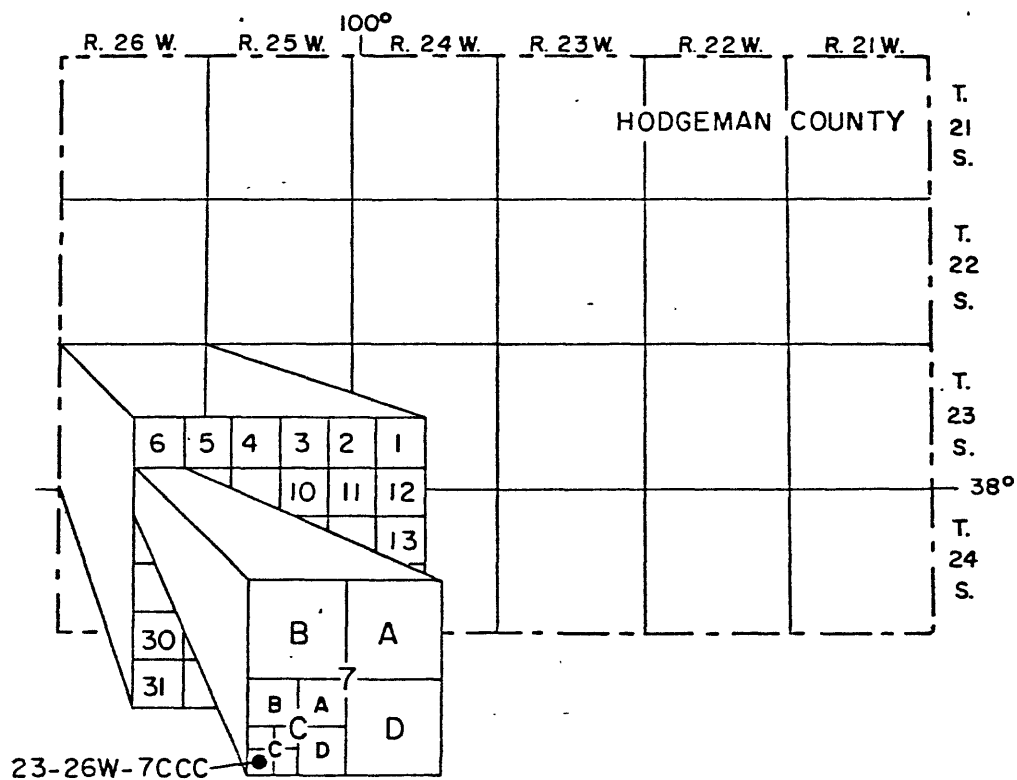 100°
R. 26 W. R. 25 W. R. 24 W. R. 23 W. R. 22 W. R. 21 W.
HODGEMAN COUNTY
T.
21
S.
T.
22
S.
T.
23
S.
6 5 4 3 2 1
10 11 12
38°
13
T.
24
S.
30
31
B A
7
B A
C D
C D
23-26W-7CCC